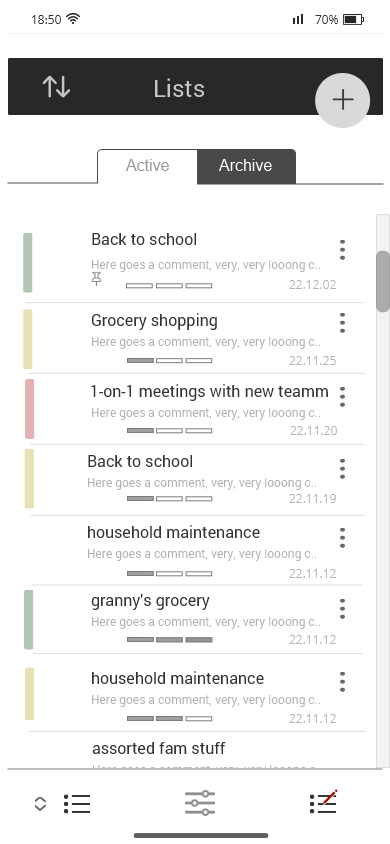 18:50
70%
Lists
Active
Archive
Back to school
Here goes a comment, very, very looong c..
22.12.02
Grocery shopping
Here goes a comment, very, very looong c..
22.11.25
1-on-1 meetings with new teamm
Here goes a comment, very, very looong c..
22.11.20
Back to school
Here goes a comment, very, very looong c..
22.11.19
household maintenance
Here goes a comment, very, very looong c..
22.11.12
granny's grocery
Here goes a comment, very, very looong c..
22.11.12
household maintenance
Here goes a comment, very, very looong c..
22.11.12
assorted fam stuff